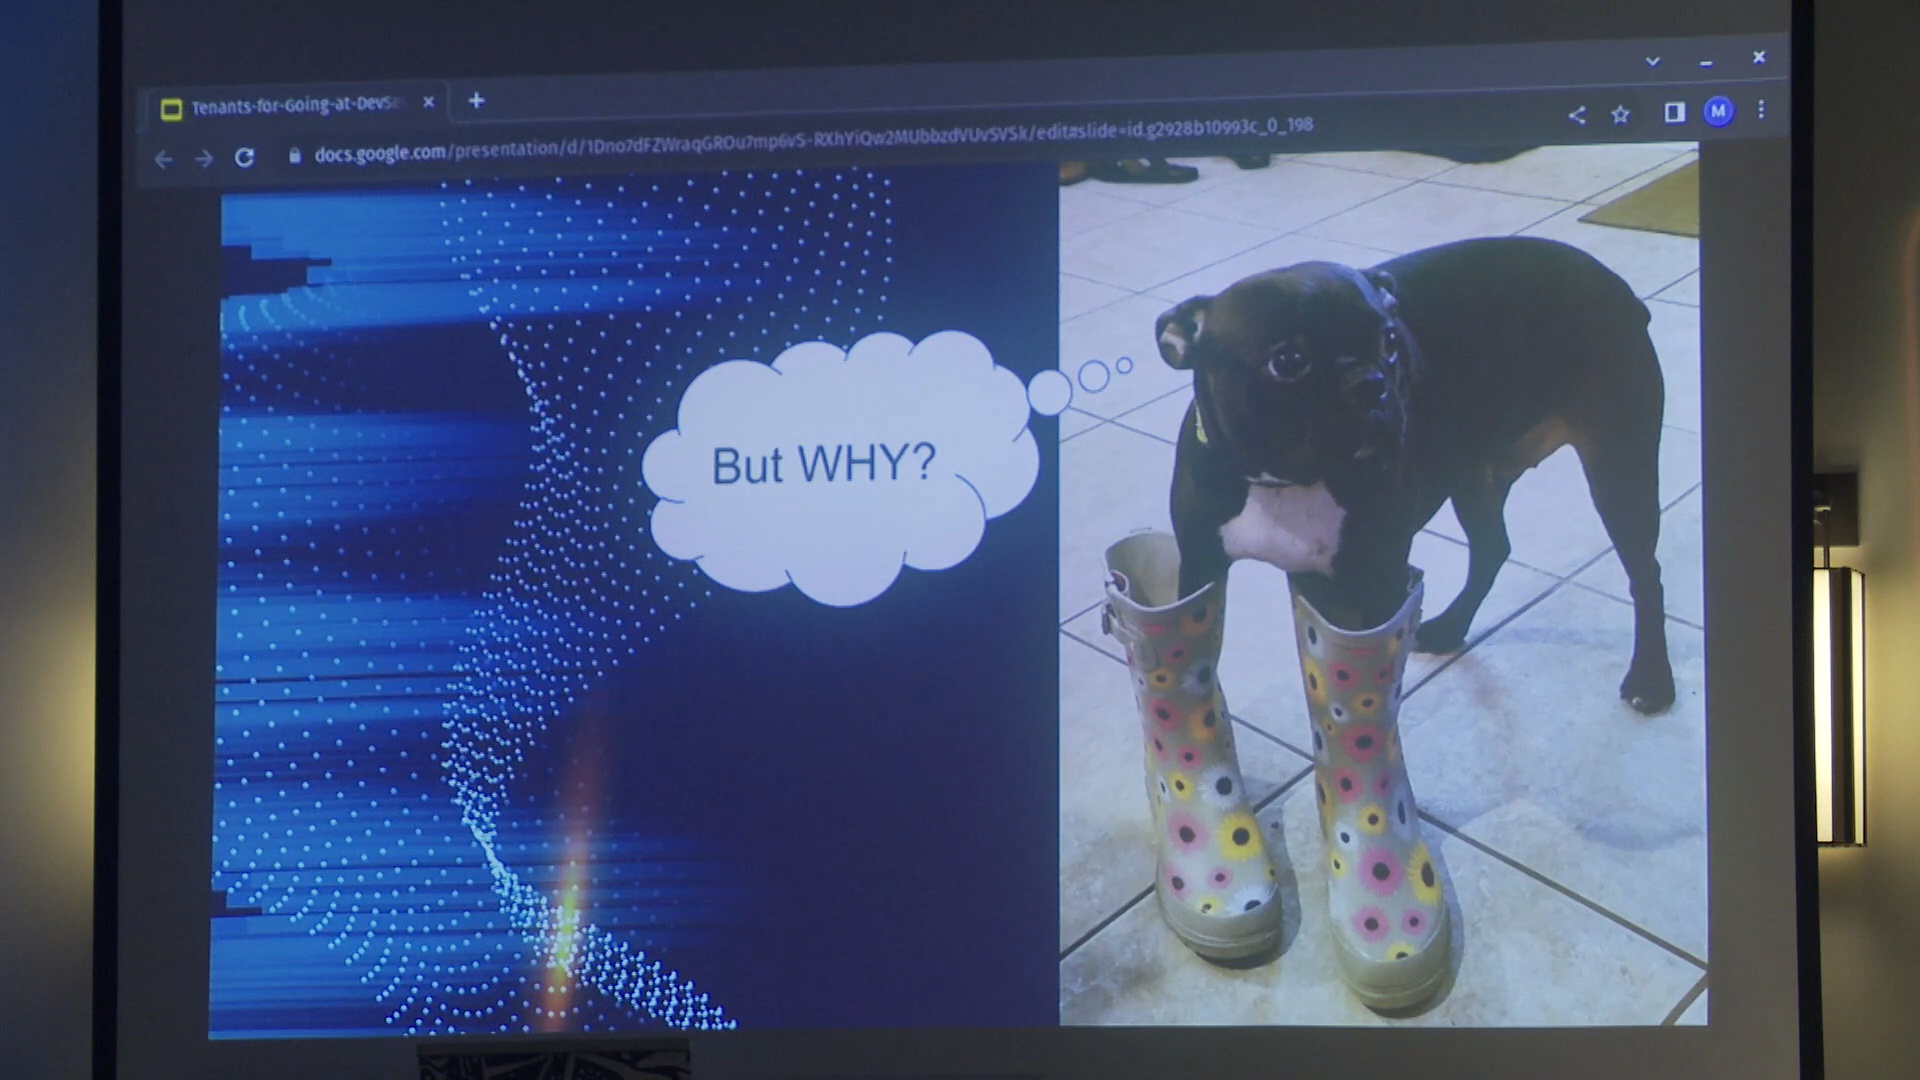 Tenants-for-Going-at-DevSe
docs.google.com/presentation/d/1Dno7dFZWraqGROu7mp6vS-RXhYiQw2MUbbzdVUvSVSk/edit#slide=id.g2928b10993c_0_198
M
But WHY?